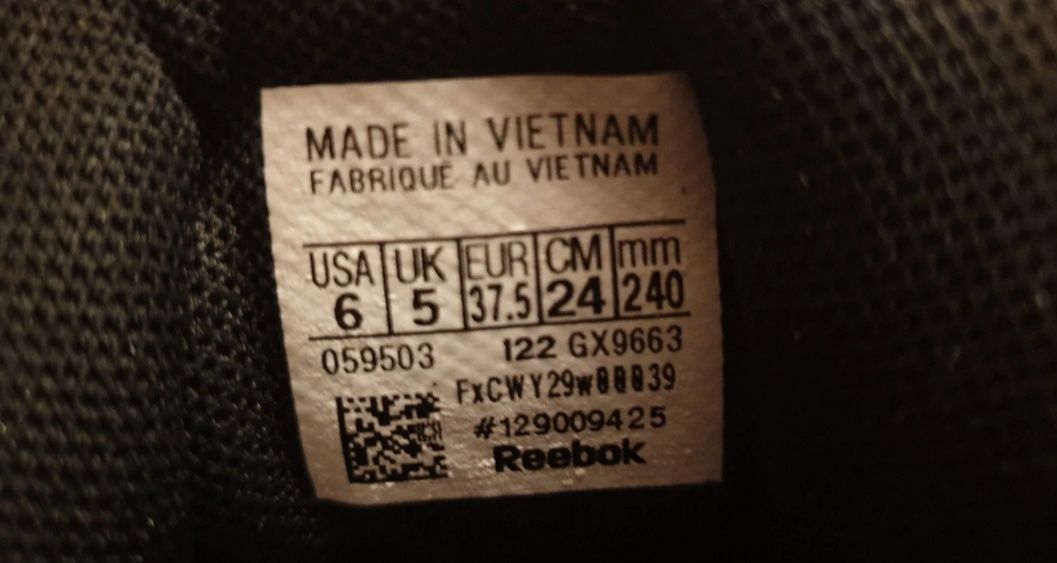 MADE IN VIETNAM
FABRIQUÉ AU VIETNAM
USA UK EUR CM mm
6 5 37.5 24 240
059503 122 GX9663
FxCWY29w00039
#129009425
Reebok